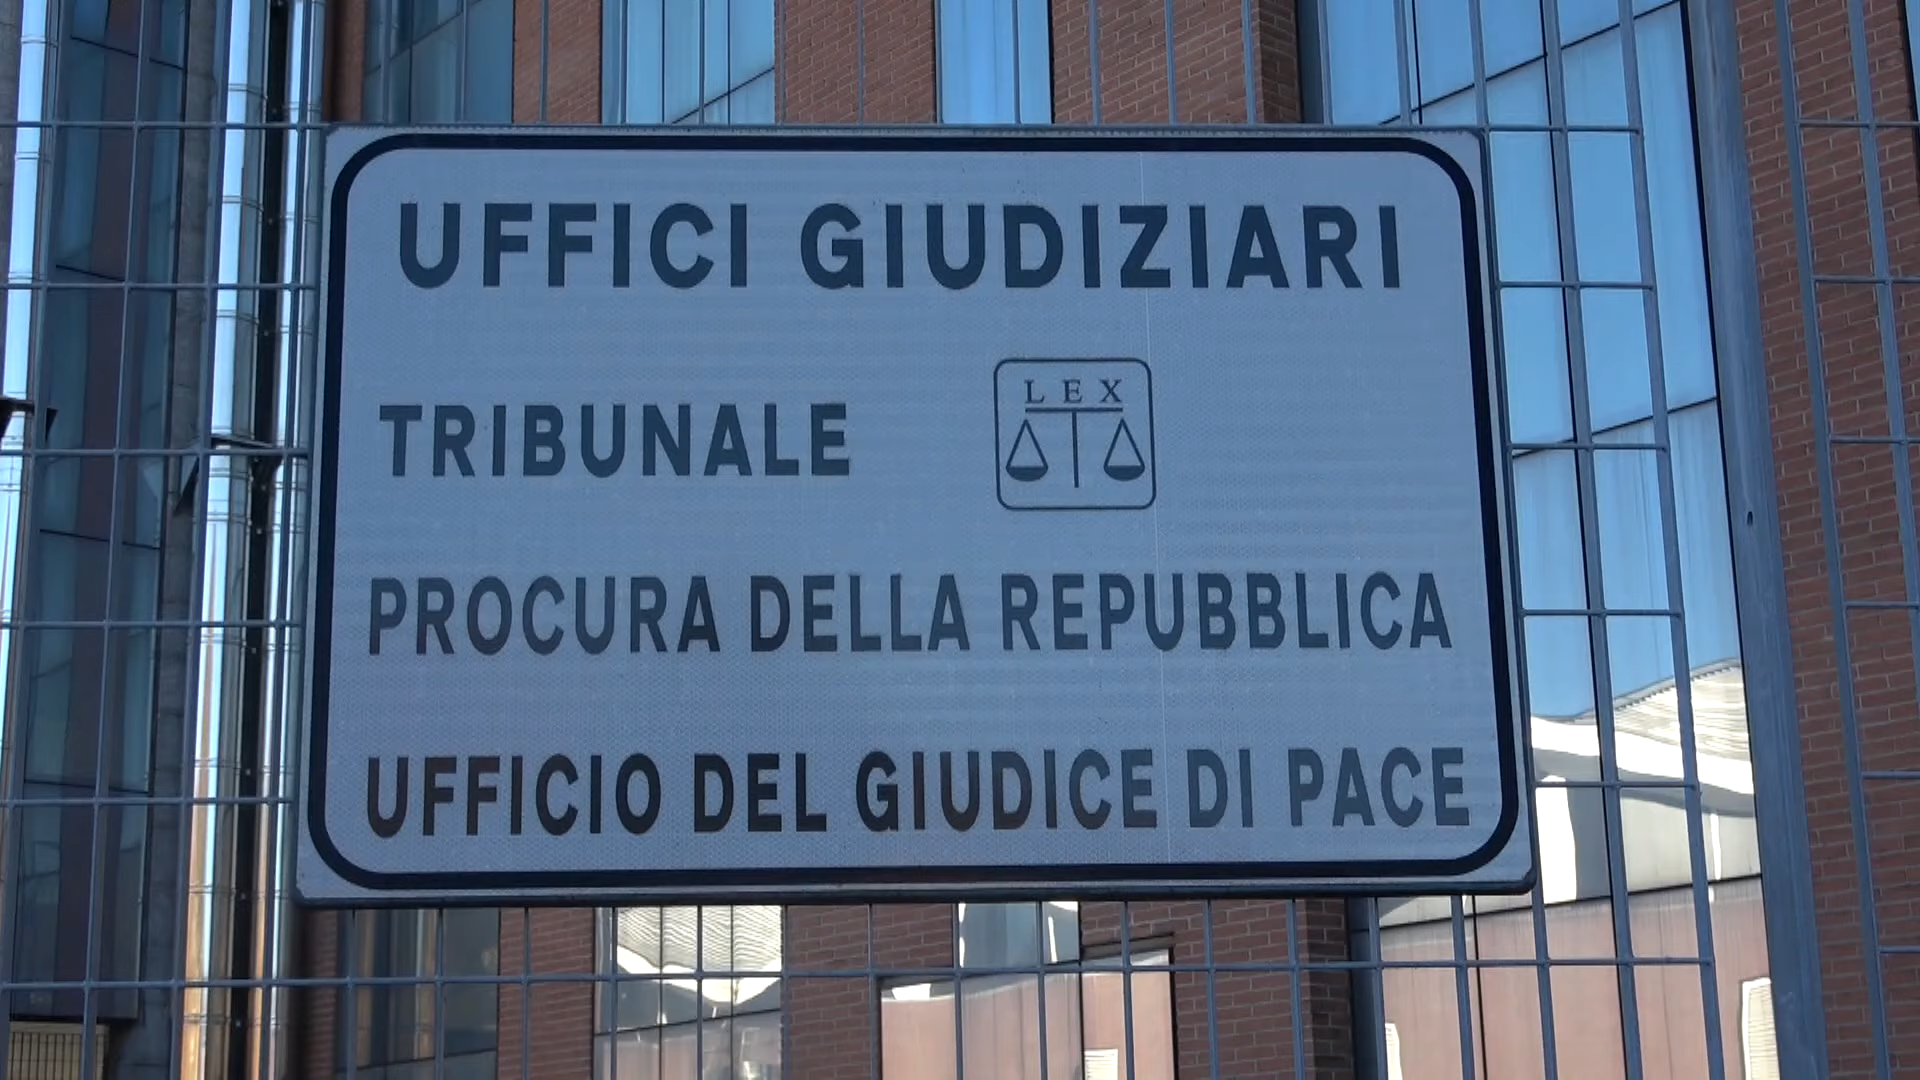 UFFICI GIUDIZIARI
TRIBUNALE
LEX
PROCURA DELLA REPUBBLICA
UFFICIO DEL GIUDICE DI PACE